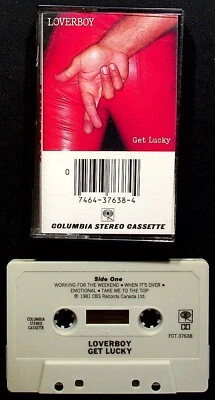 LOVERBOY
Get Lucky
0
7464-37638-4
COLUMBIA STEREO CASSETTE
Side One
WORKING FOR THE WEEKEND • WHEN IT'S OVER •
EMOTIONAL • TAKE ME TO THE TOP
℗ 1981 CBS Records Canada Ltd.
COLUMBIA
STEREO
CASSETTE
FCT 37638
LOVERBOY
GET LUCKY